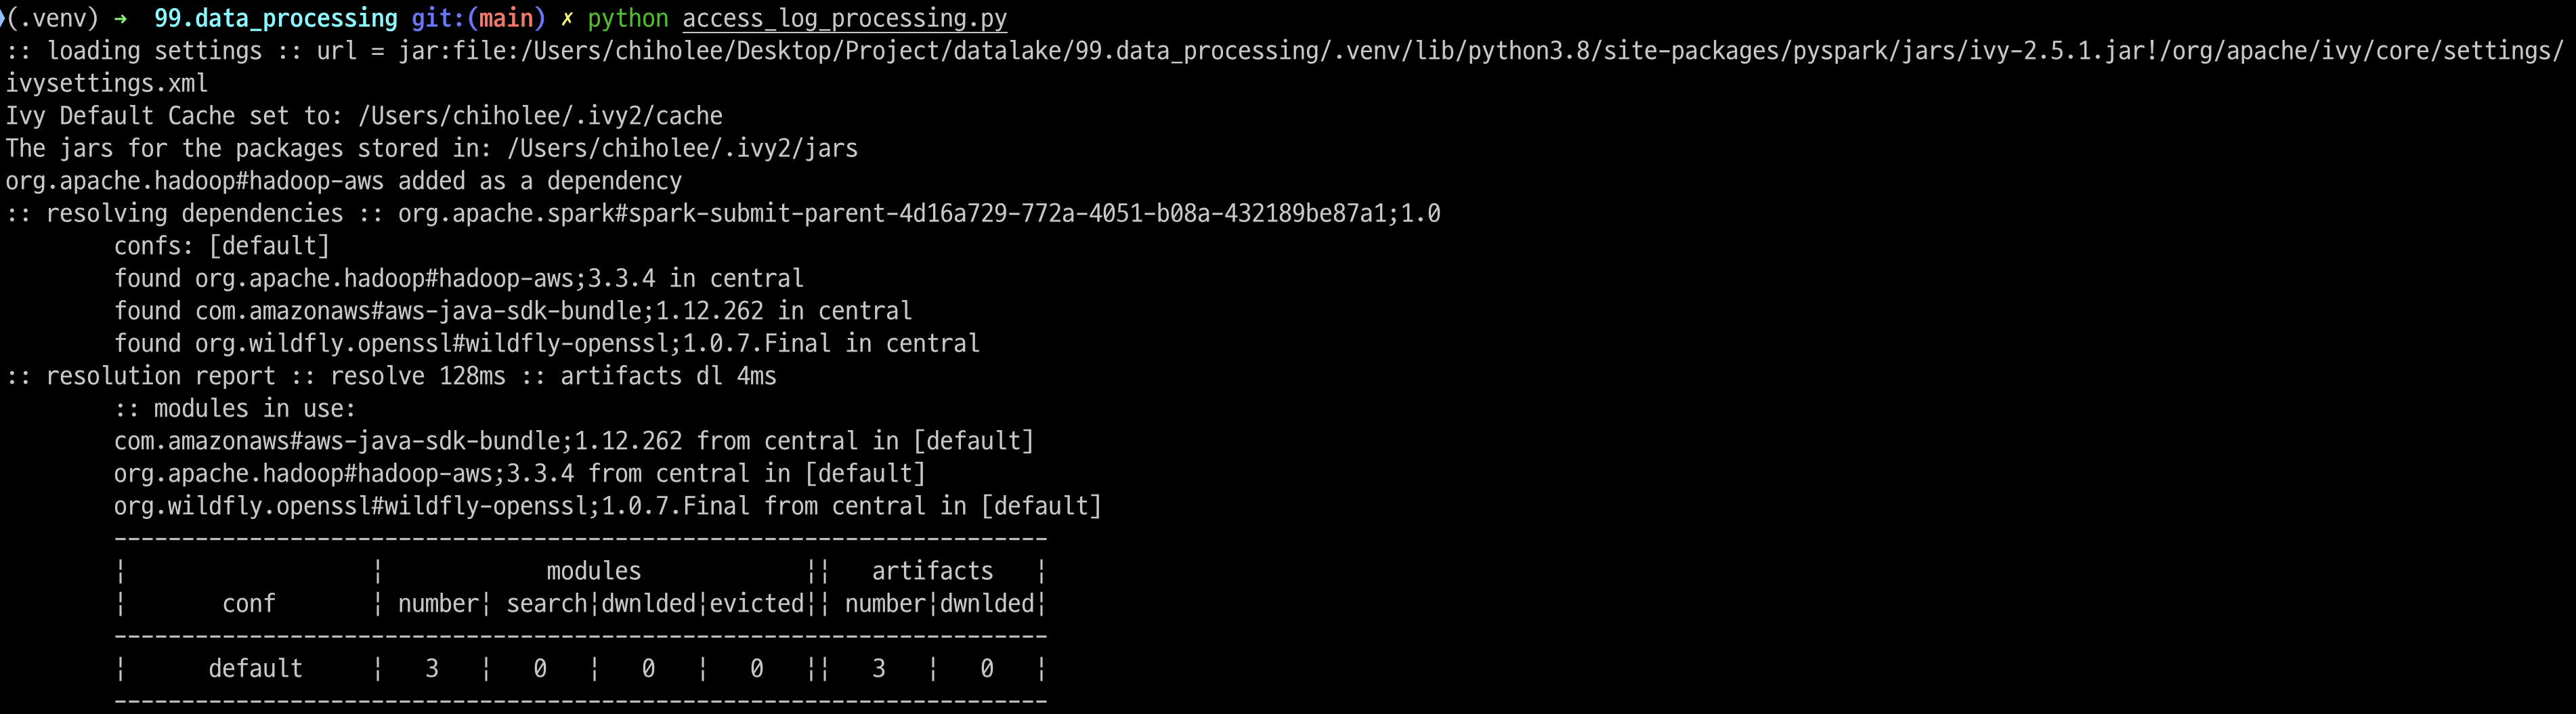 (.venv) ➜  99.data_processing git:(main) ✗ python access_log_processing.py
:: loading settings :: url = jar:file:/Users/chiholee/Desktop/Project/datalake/99.data_processing/.venv/lib/python3.8/site-packages/pyspark/jars/ivy-2.5.1.jar!/org/apache/ivy/core/settings/
ivysettings.xml
Ivy Default Cache set to: /Users/chiholee/.ivy2/cache
The jars for the packages stored in: /Users/chiholee/.ivy2/jars
org.apache.hadoop#hadoop-aws added as a dependency
:: resolving dependencies :: org.apache.spark#spark-submit-parent-4d16a729-772a-4051-b08a-432189be87a1;1.0
        confs: [default]
        found org.apache.hadoop#hadoop-aws;3.3.4 in central
        found com.amazonaws#aws-java-sdk-bundle;1.12.262 in central
        found org.wildfly.openssl#wildfly-openssl;1.0.7.Final in central
:: resolution report :: resolve 128ms :: artifacts dl 4ms
        :: modules in use:
        com.amazonaws#aws-java-sdk-bundle;1.12.262 from central in [default]
        org.apache.hadoop#hadoop-aws;3.3.4 from central in [default]
        org.wildfly.openssl#wildfly-openssl;1.0.7.Final from central in [default]
        ---------------------------------------------------------------------
        |                  |            modules            ||   artifacts   |
        |       conf       | number| search|dwnlded|evicted|| number|dwnlded|
        ---------------------------------------------------------------------
        |      default     |   3   |   0   |   0   |   0   ||   3   |   0   |
        ---------------------------------------------------------------------